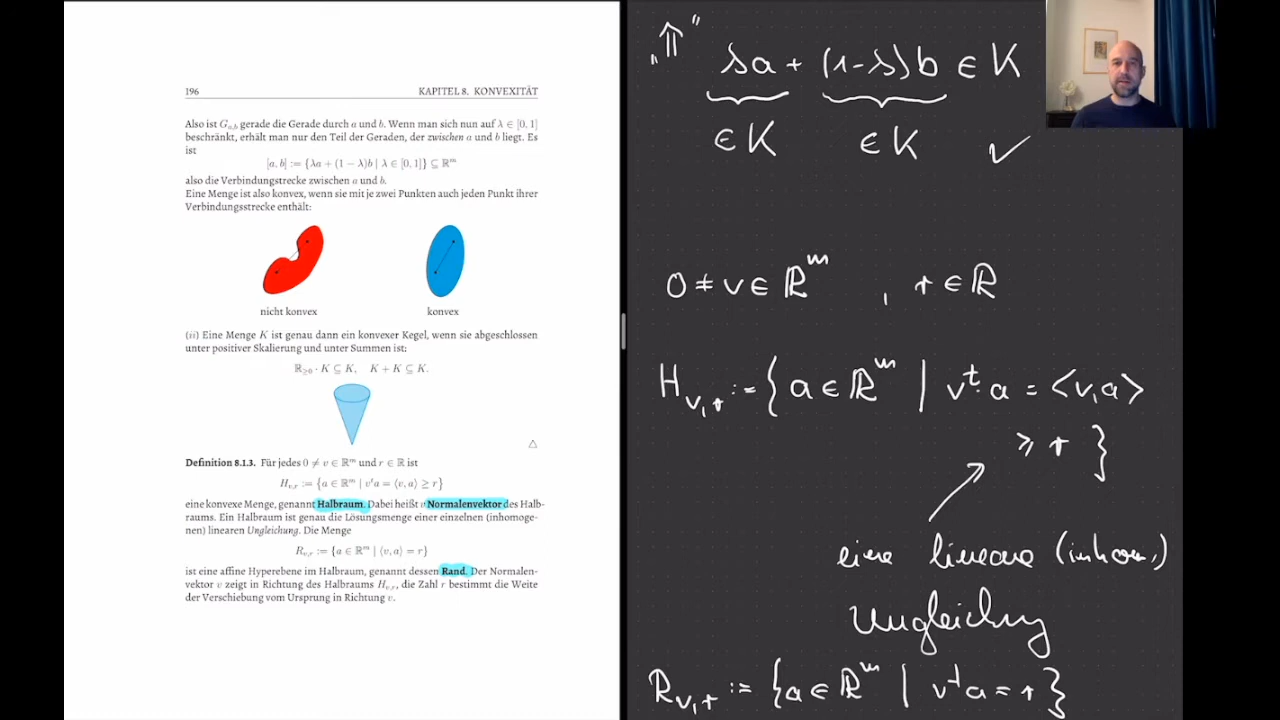 196 KAPITEL 8. KONVEXITÄT
Also ist G_{a,b} gerade die Gerade durch a und b. Wenn man sich nun auf λ ∈ [0, 1]
beschränkt, erhält man nur den Teil der Geraden, der zwischen a und b liegt. Es
ist
[a, b] := {λa + (1 − λ)b | λ ∈ [0, 1]} ⊆ ℝ^m
also die Verbindungstrecke zwischen a und b.
Eine Menge ist also konvex, wenn sie mit je zwei Punkten auch jeden Punkt ihrer
Verbindungsstrecke enthält:
nicht konvex konvex
(ii) Eine Menge K ist genau dann ein konvexer Kegel, wenn sie abgeschlossen
unter positiver Skalierung und unter Summen ist:
ℝ_{≥0} · K ⊆ K, K + K ⊆ K.
△
Definition 8.1.3. Für jedes 0 ≠ v ∈ ℝ^m und r ∈ ℝ ist
H_{v,r} := {a ∈ ℝ^m | v^t a = ⟨v, a⟩ ≥ r}
eine konvexe Menge, genannt Halbraum. Dabei heißt v Normalenvektor des Halb-
raums. Ein Halbraum ist genau die Lösungsmenge einer einzelnen (inhomoge-
nen) linearen Ungleichung. Die Menge
R_{v,r} := {a ∈ ℝ^m | ⟨v, a⟩ = r}
ist eine affine Hyperebene im Halbraum, genannt dessen Rand. Der Normalen-
vektor v zeigt in Richtung des Halbraums H_{v,r}, die Zahl r bestimmt die Weite
der Verschiebung vom Ursprung in Richtung v.
„⇑“ λa + (1-λ)b ∈ K
∈ K ∈ K ✓
0 ≠ v ∈ ℝ^m , r ∈ ℝ
H_{v,r} := {a ∈ ℝ^m | v^t · a = <v,a>
≥ r }
eine lineare (inhom.)
Ungleichung
R_{v,r} := {a ∈ ℝ^m | v^t a = r}